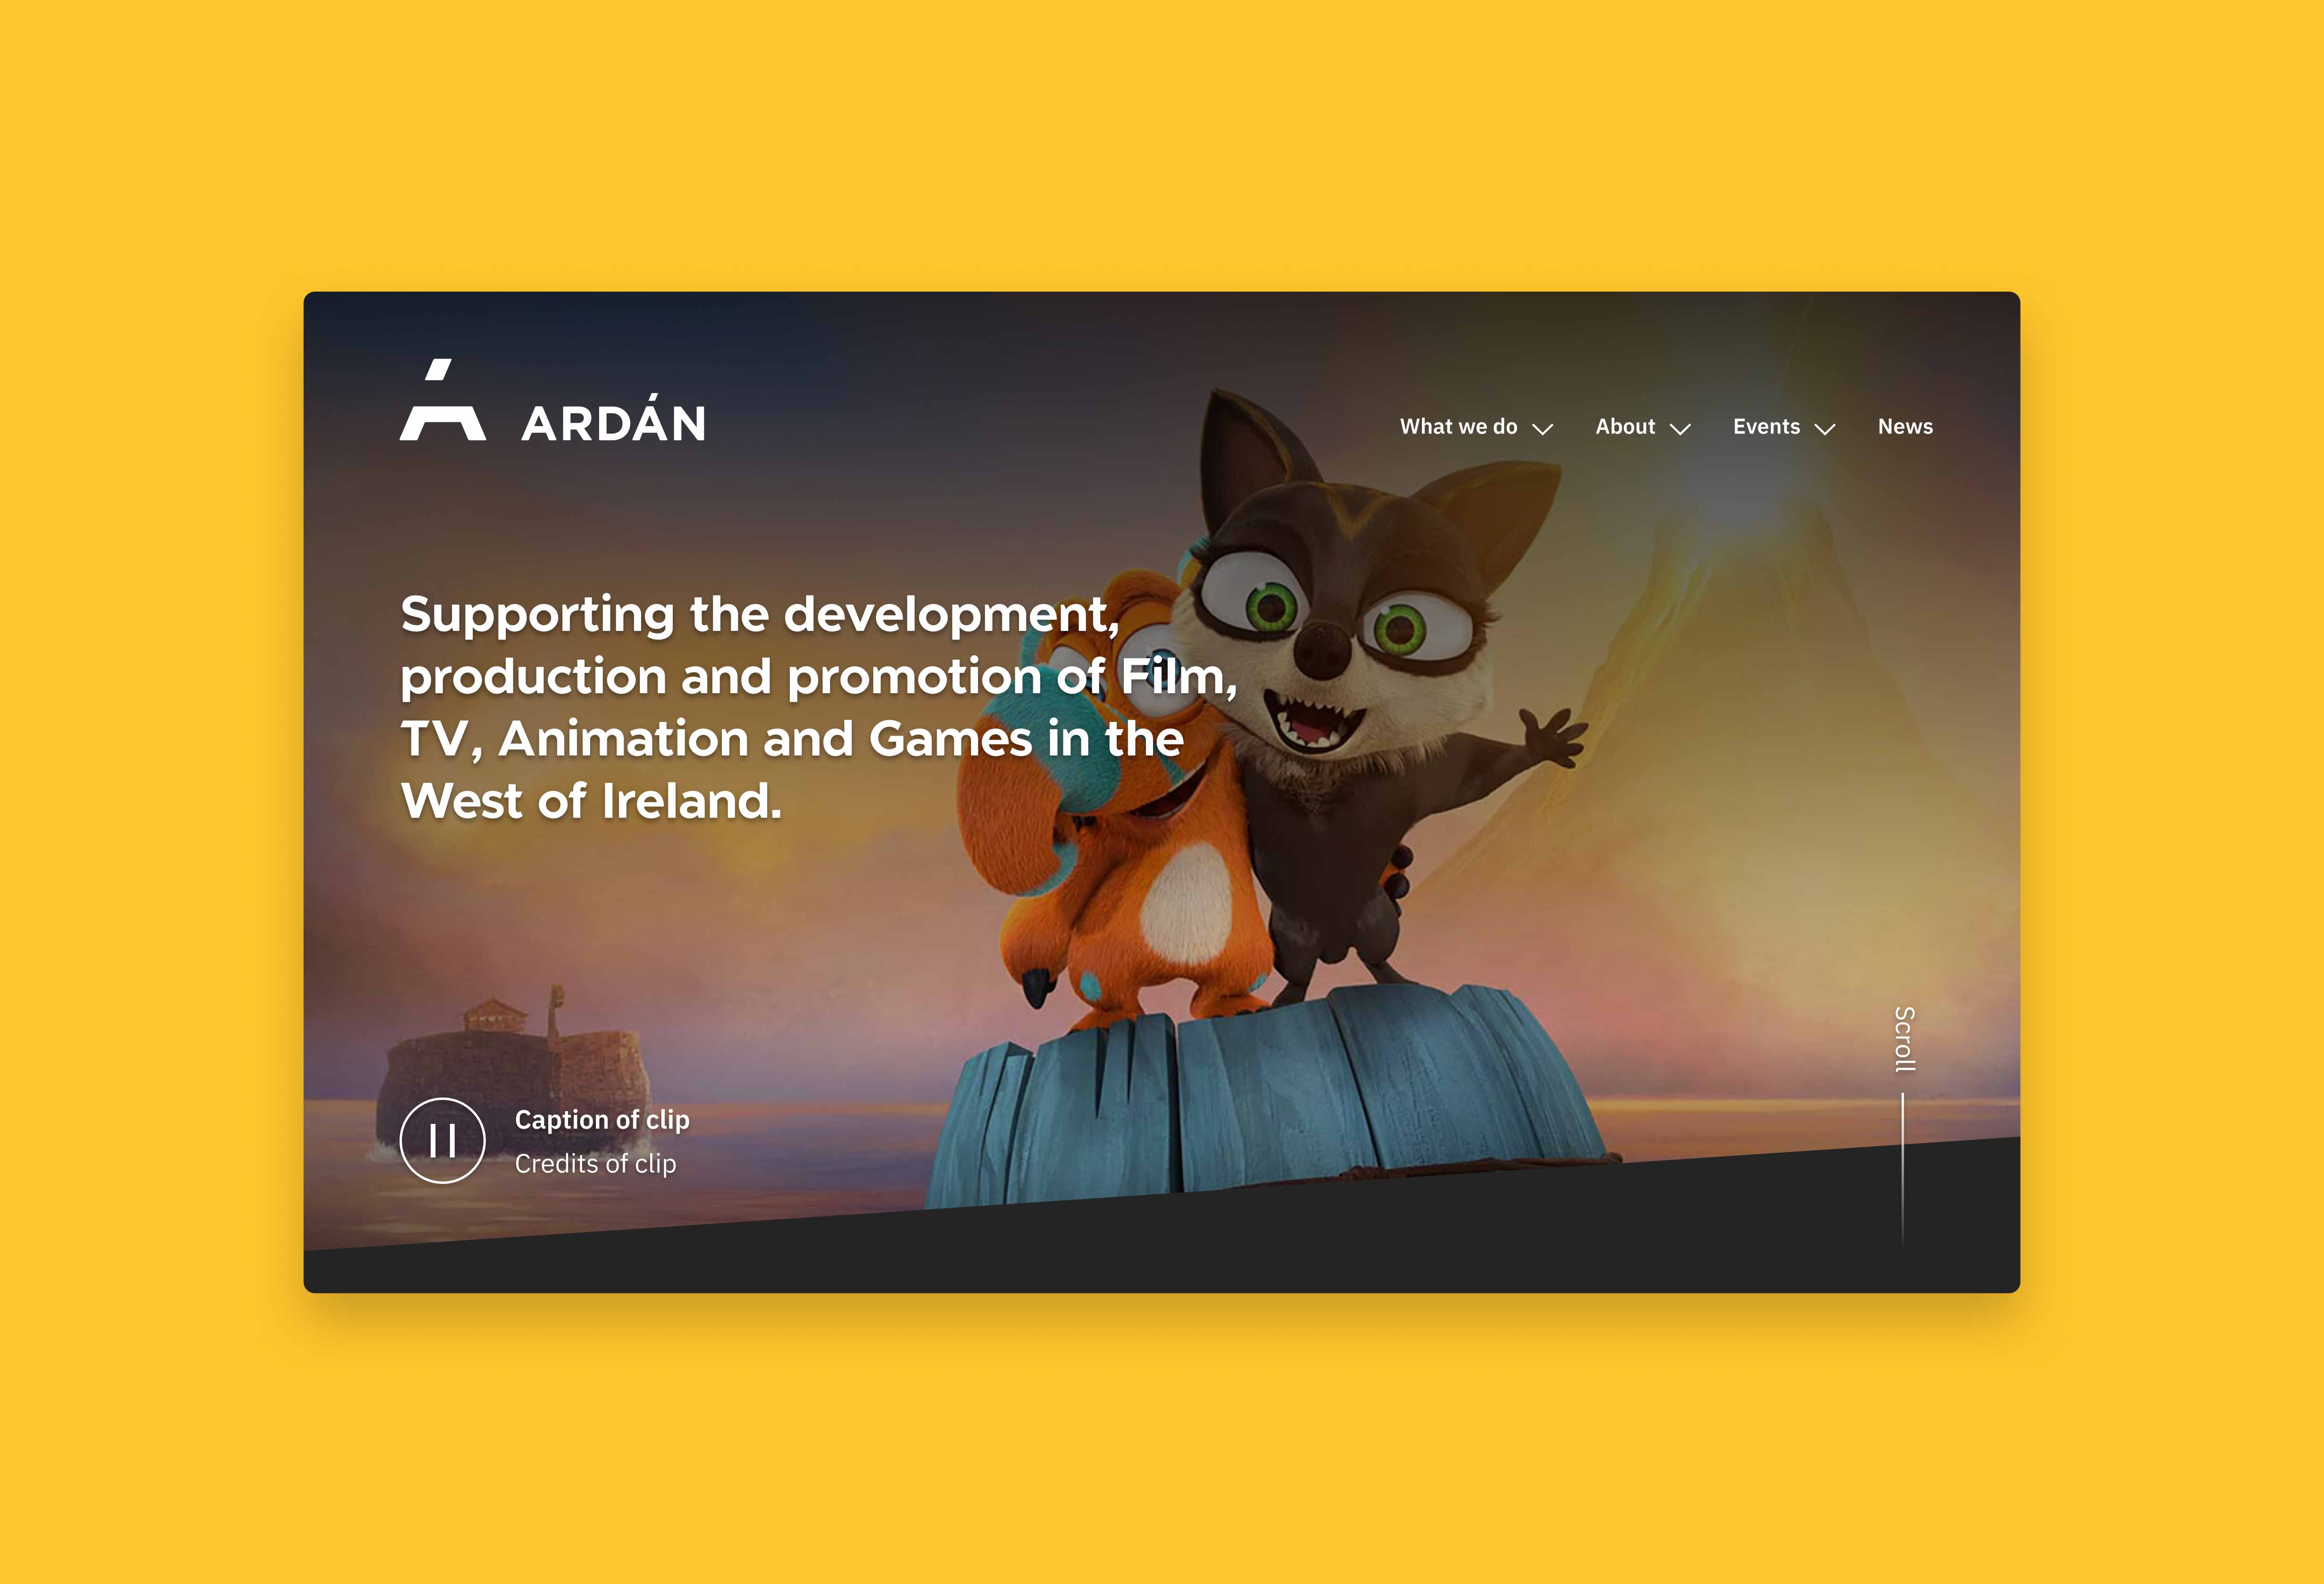 ARDÁN
What we do
About
Events
News
Supporting the development,
production and promotion of Film,
TV, Animation and Games in the
West of Ireland.
Scroll
Caption of clip
Credits of clip